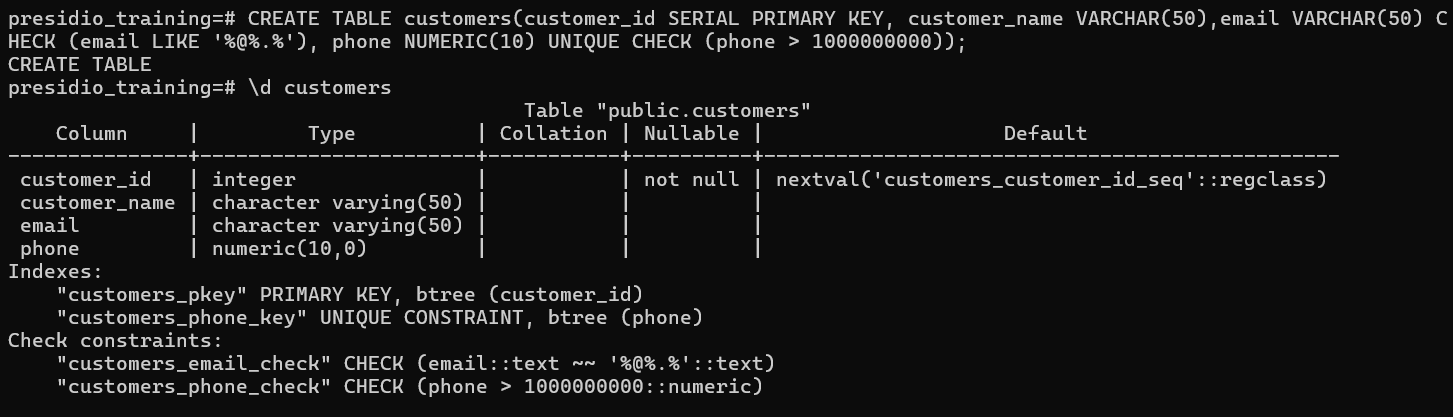 presidio_training=# CREATE TABLE customers(customer_id SERIAL PRIMARY KEY, customer_name VARCHAR(50),email VARCHAR(50) C
HECK (email LIKE '%@%.%'), phone NUMERIC(10) UNIQUE CHECK (phone > 1000000000));
CREATE TABLE
presidio_training=# \d customers
                                           Table "public.customers"
    Column     |         Type          | Collation | Nullable |                    Default
---------------+-----------------------+-----------+----------+------------------------------------------------
 customer_id   | integer               |           | not null | nextval('customers_customer_id_seq'::regclass)
 customer_name | character varying(50) |           |          |
 email         | character varying(50) |           |          |
 phone         | numeric(10,0)         |           |          |
Indexes:
    "customers_pkey" PRIMARY KEY, btree (customer_id)
    "customers_phone_key" UNIQUE CONSTRAINT, btree (phone)
Check constraints:
    "customers_email_check" CHECK (email::text ~~ '%@%.%'::text)
    "customers_phone_check" CHECK (phone > 1000000000::numeric)